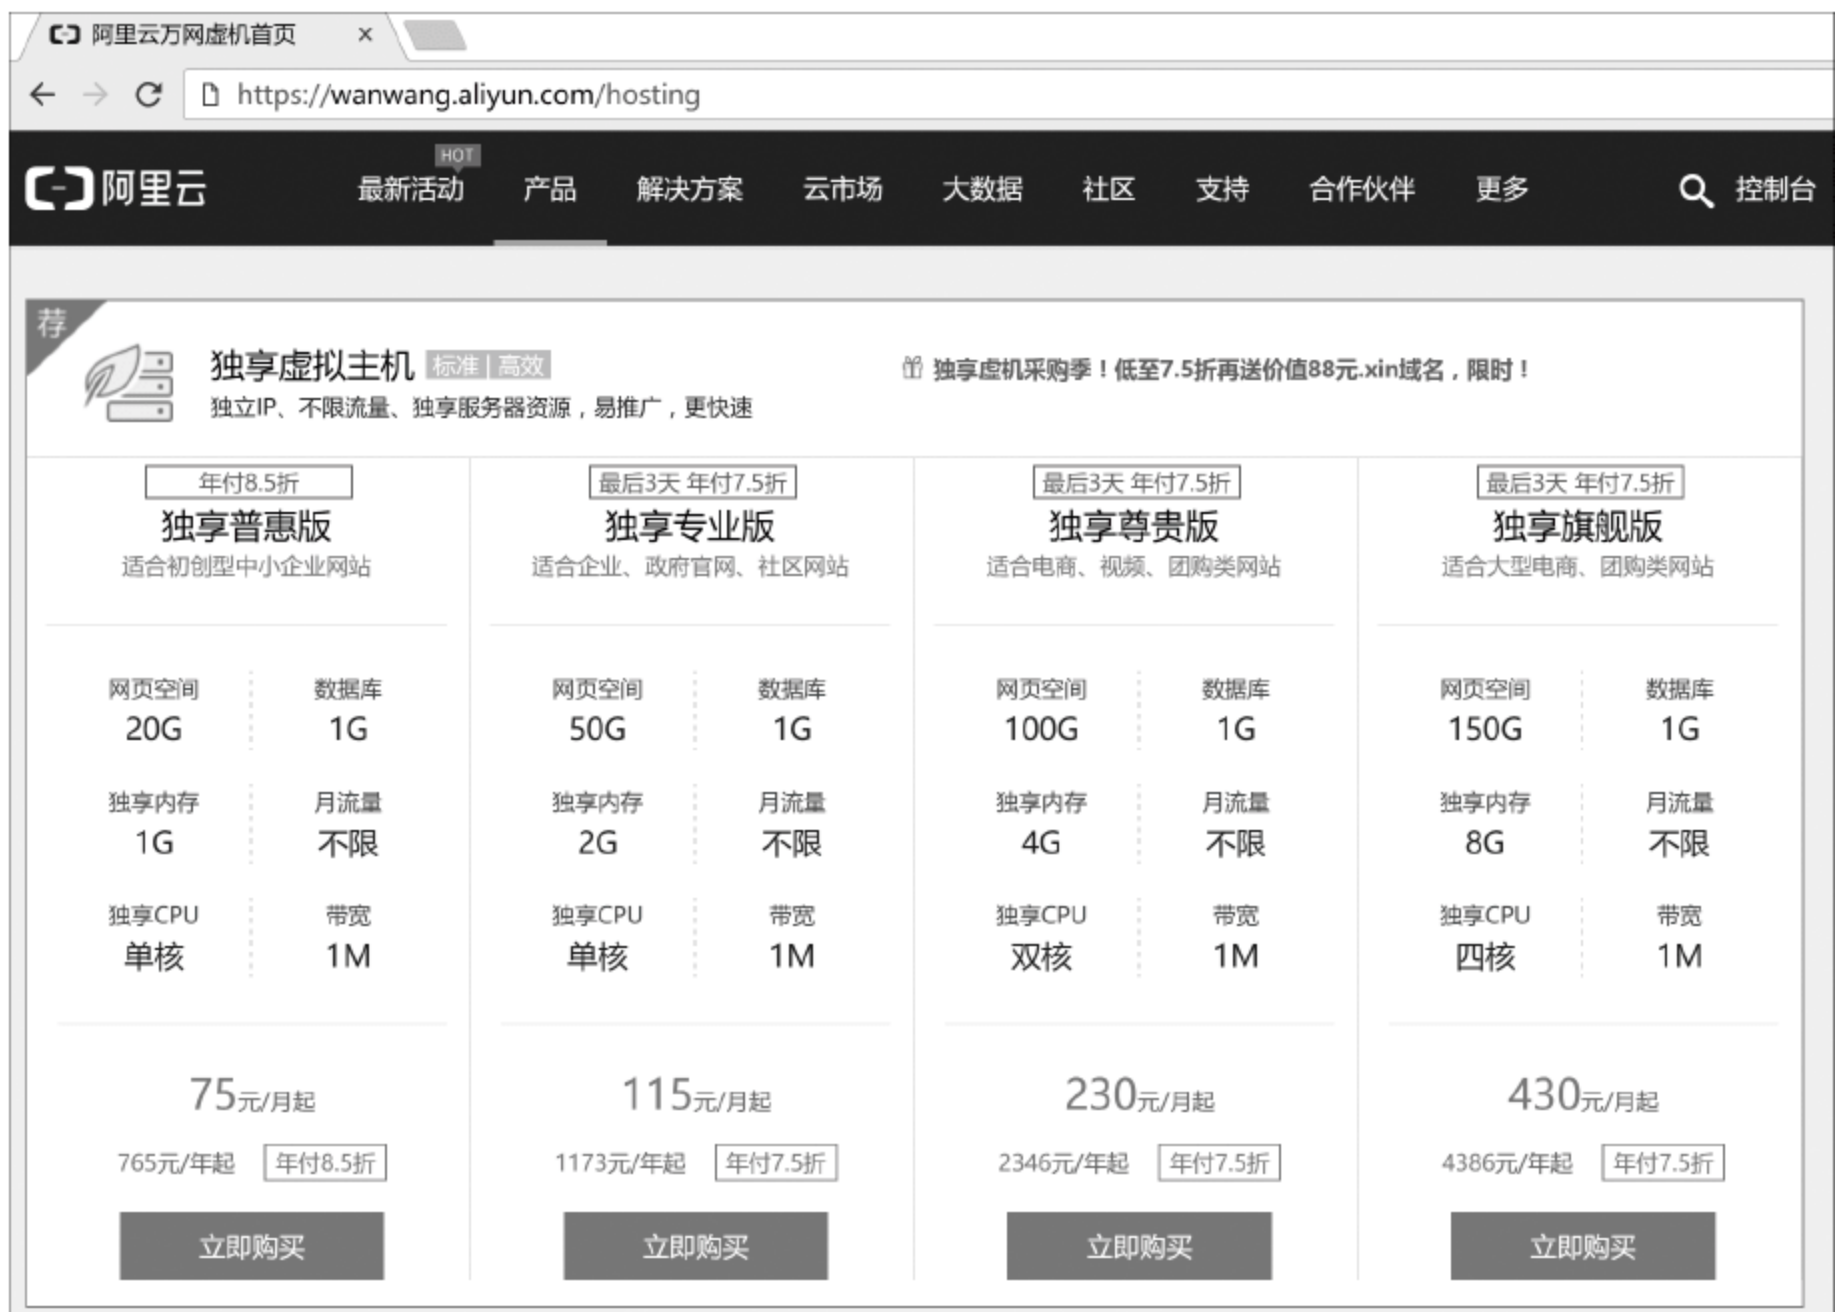 阿里云万网虚机首页
https://wanwang.aliyun.com/hosting
阿里云 最新活动 HOT 产品 解决方案 云市场 大数据 社区 支持 合作伙伴 更多 控制台
荐
独享虚拟主机 标准 | 高效
独立IP、不限流量、独享服务器资源，易推广，更快速
独享虚机采购季！低至7.5折再送价值88元.xin域名，限时！
年付8.5折
独享普惠版
适合初创型中小企业网站
网页空间 数据库
20G 1G
独享内存 月流量
1G 不限
独享CPU 带宽
单核 1M
75元/月起
765元/年起 年付8.5折
立即购买
最后3天 年付7.5折
独享专业版
适合企业、政府官网、社区网站
网页空间 数据库
50G 1G
独享内存 月流量
2G 不限
独享CPU 带宽
单核 1M
115元/月起
1173元/年起 年付7.5折
立即购买
最后3天 年付7.5折
独享尊贵版
适合电商、视频、团购类网站
网页空间 数据库
100G 1G
独享内存 月流量
4G 不限
独享CPU 带宽
双核 1M
230元/月起
2346元/年起 年付7.5折
立即购买
最后3天 年付7.5折
独享旗舰版
适合大型电商、团购类网站
网页空间 数据库
150G 1G
独享内存 月流量
8G 不限
独享CPU 带宽
四核 1M
430元/月起
4386元/年起 年付7.5折
立即购买